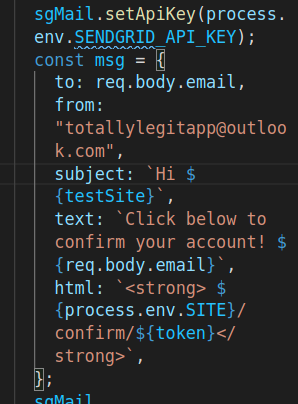 sgMail.setApiKey(process.
env.SENDGRID_API_KEY);
const msg = {
to: req.body.email,
from:
"totallylegitapp@outloo
k.com",
subject: `Hi $
{testSite}`,
text: `Click below to
confirm your account! $
{req.body.email}`,
html: `<strong> $
{process.env.SITE}/
confirm/${token}</
strong>`,
};
sgMail